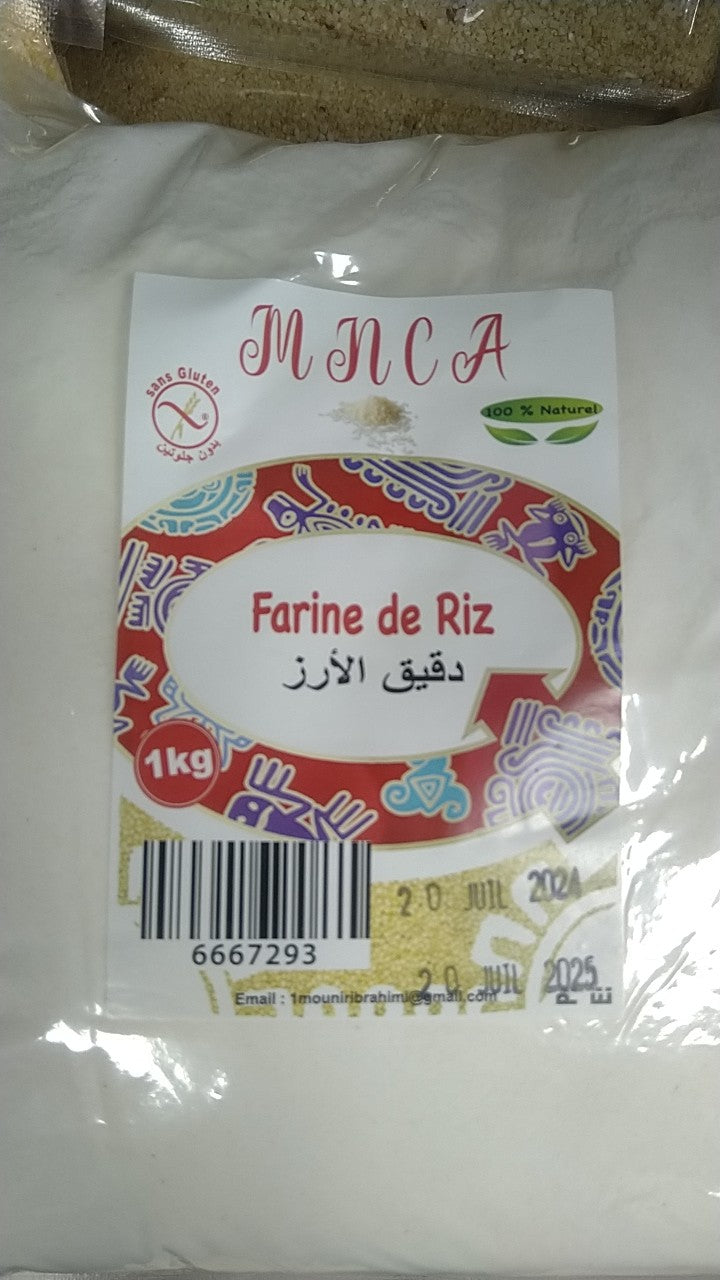 MNCA
sans Gluten
®
بدون جلوتين
100 % Naturel
Farine de Riz
دقيق الأرز
1kg
20 JUIL 2024
6667293
20 JUIL 2025
Email : 1mouniribrahimi@gmail.com
P:
E: